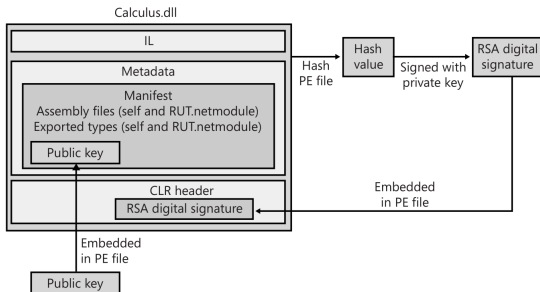 Calculus.dll
IL
Metadata
Manifest
Assembly files (self and RUT.netmodule)
Exported types (self and RUT.netmodule)
Public key
CLR header
RSA digital signature
Hash
PE file
Hash
value
Signed with
private key
RSA digital
signature
Embedded
in PE file
Embedded
in PE file
Public key